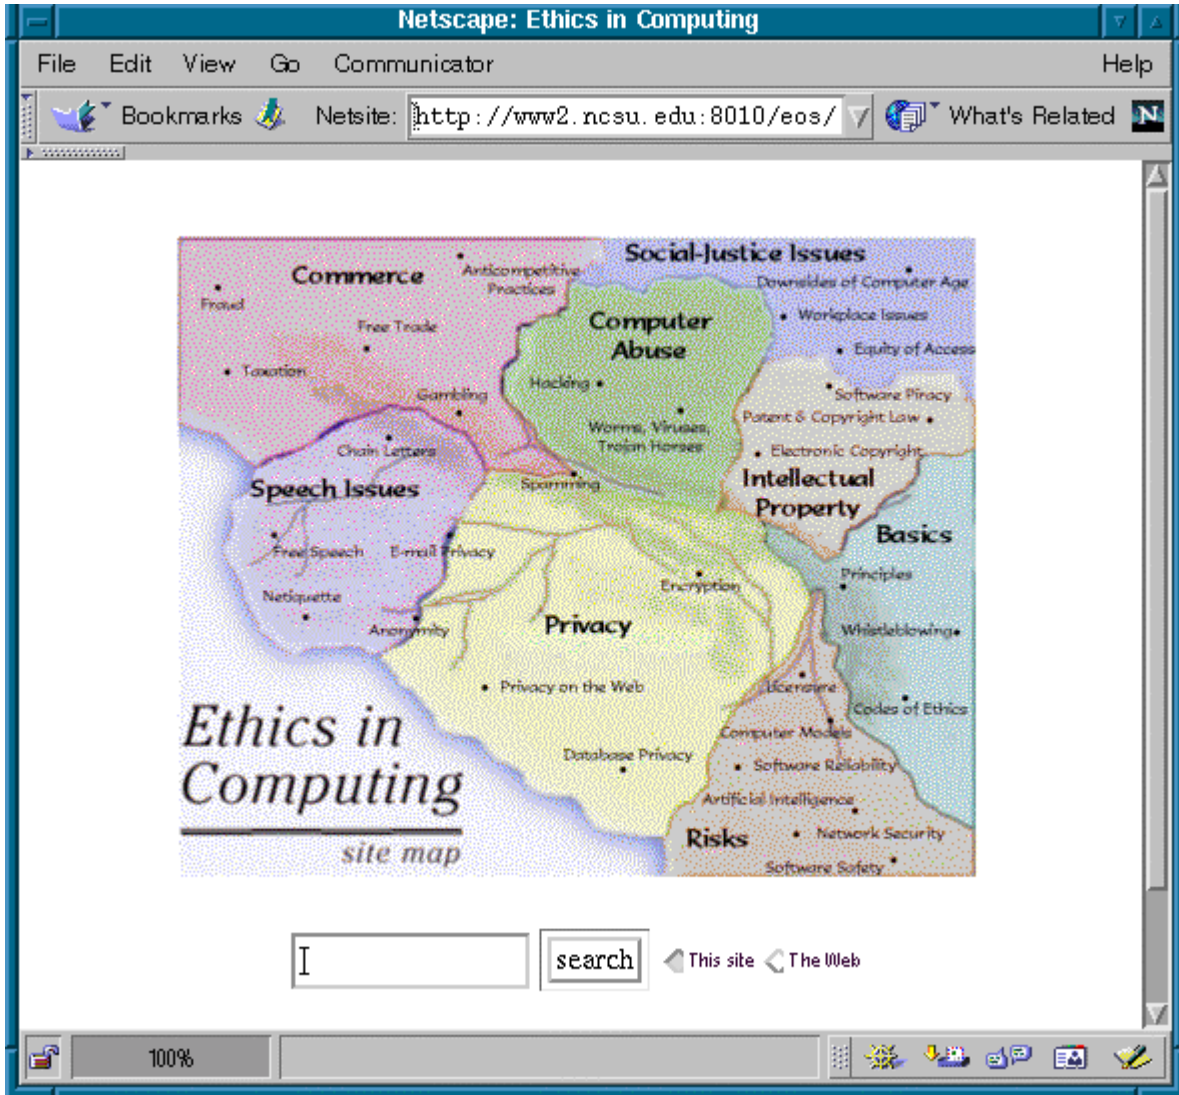 Netscape: Ethics in Computing
File Edit View Go Communicator Help
Bookmarks Netsite: http://www2.ncsu.edu:8010/eos/ What's Related N
Commerce
Anticompetitive
Practices
Fraud
Free Trade
Taxation
Gambling
Social-Justice Issues
Downsides of Computer Age
Workplace Issues
Equity of Access
Computer
Abuse
Hacking
Worms, Viruses,
Trojan Horses
Spamming
Software Piracy
Patent & Copyright Law
Electronic Copyright
Intellectual
Property
Chain Letters
Speech Issues
Free Speech
E-mail Privacy
Netiquette
Anonymity
Basics
Principles
Whistleblowing
Codes of Ethics
Encryption
Privacy
Privacy on the Web
Database Privacy
Licensure
Computer Models
Software Reliability
Artificial Intelligence
Risks
Network Security
Software Safety
Ethics in
Computing
site map
search This site The Web
100%